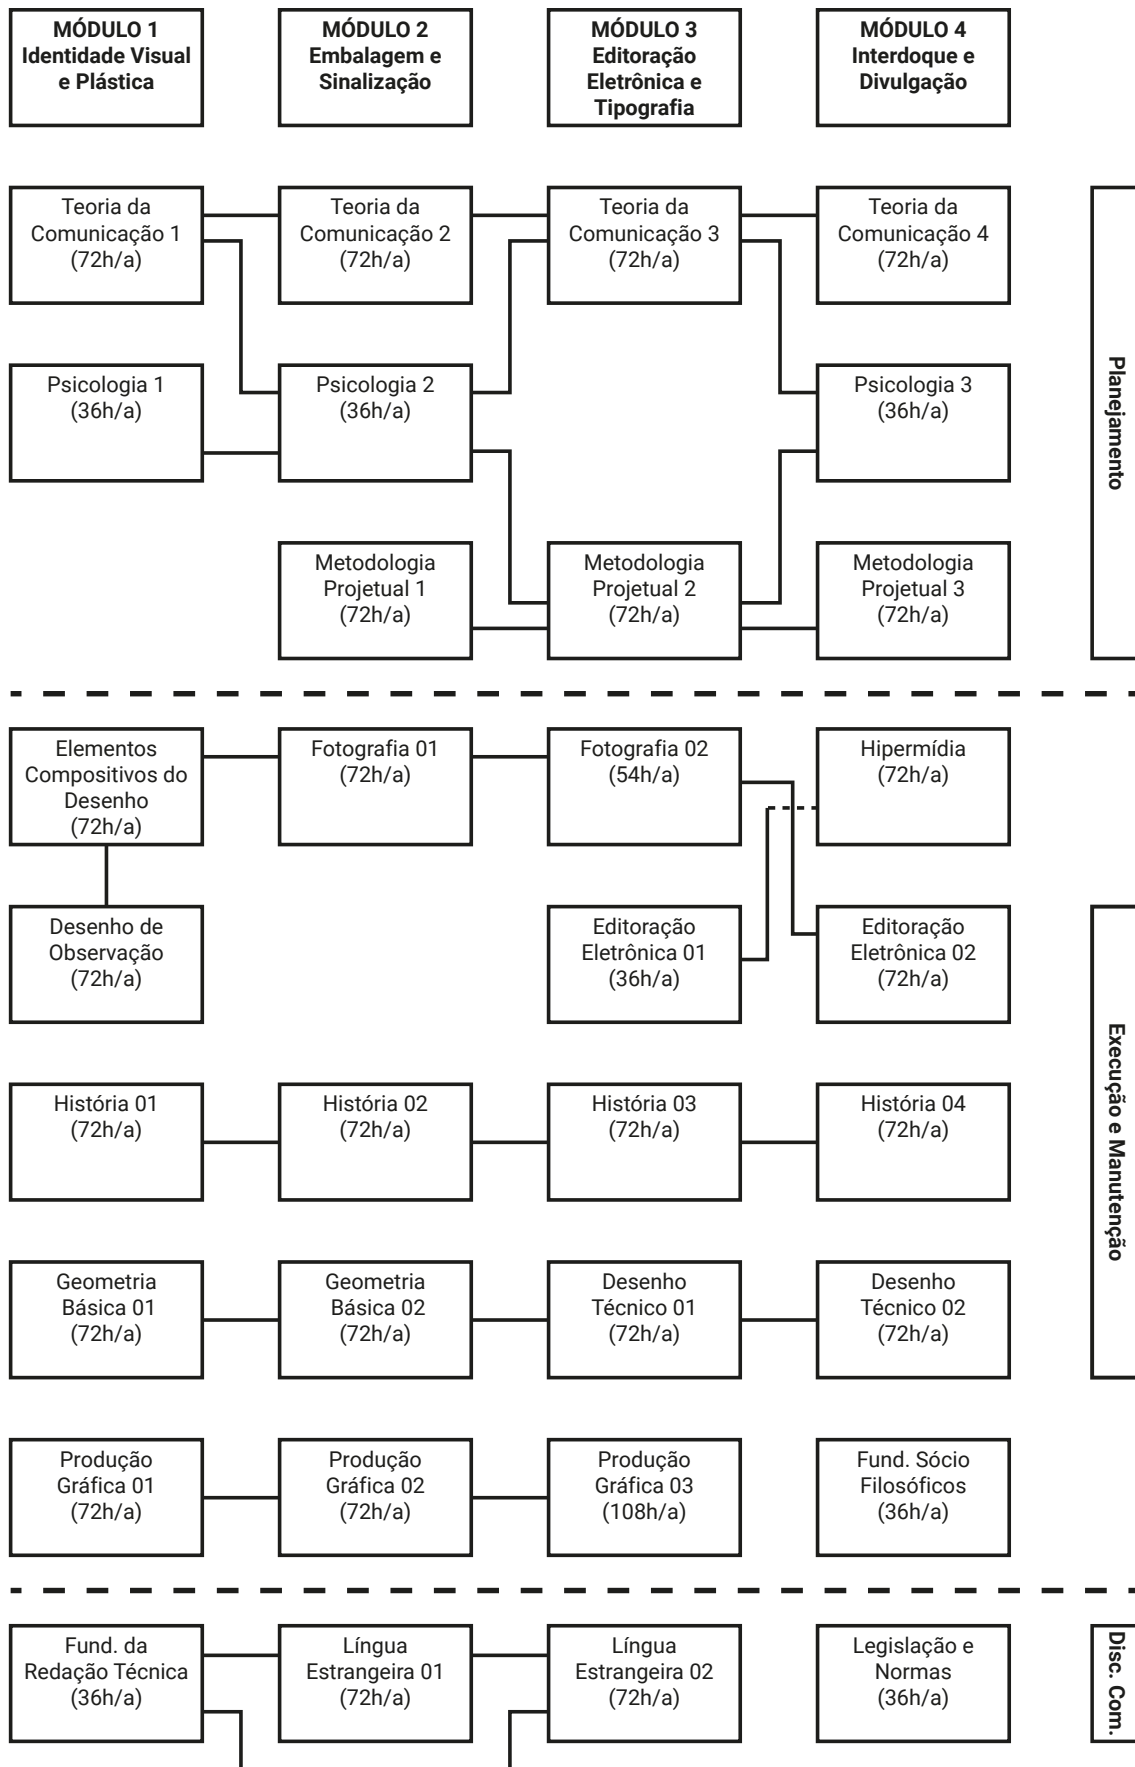 MÓDULO 1
Identidade Visual
e Plástica
MÓDULO 2
Embalagem e
Sinalização
MÓDULO 3
Editoração
Eletrônica e
Tipografia
MÓDULO 4
Interdoque e
Divulgação
Teoria da
Comunicação 1
(72h/a)
Teoria da
Comunicação 2
(72h/a)
Teoria da
Comunicação 3
(72h/a)
Teoria da
Comunicação 4
(72h/a)
Psicologia 1
(36h/a)
Psicologia 2
(36h/a)
Psicologia 3
(36h/a)
Metodologia
Projetual 1
(72h/a)
Metodologia
Projetual 2
(72h/a)
Metodologia
Projetual 3
(72h/a)
Planejamento
Elementos
Compositivos do
Desenho
(72h/a)
Fotografia 01
(72h/a)
Fotografia 02
(54h/a)
Hipermídia
(72h/a)
Desenho de
Observação
(72h/a)
Editoração
Eletrônica 01
(36h/a)
Editoração
Eletrônica 02
(72h/a)
História 01
(72h/a)
História 02
(72h/a)
História 03
(72h/a)
História 04
(72h/a)
Geometria
Básica 01
(72h/a)
Geometria
Básica 02
(72h/a)
Desenho
Técnico 01
(72h/a)
Desenho
Técnico 02
(72h/a)
Execução e Manutenção
Produção
Gráfica 01
(72h/a)
Produção
Gráfica 02
(72h/a)
Produção
Gráfica 03
(108h/a)
Fund. Sócio
Filosóficos
(36h/a)
Fund. da
Redação Técnica
(36h/a)
Língua
Estrangeira 01
(72h/a)
Língua
Estrangeira 02
(72h/a)
Legislação e
Normas
(36h/a)
Disc. Com.